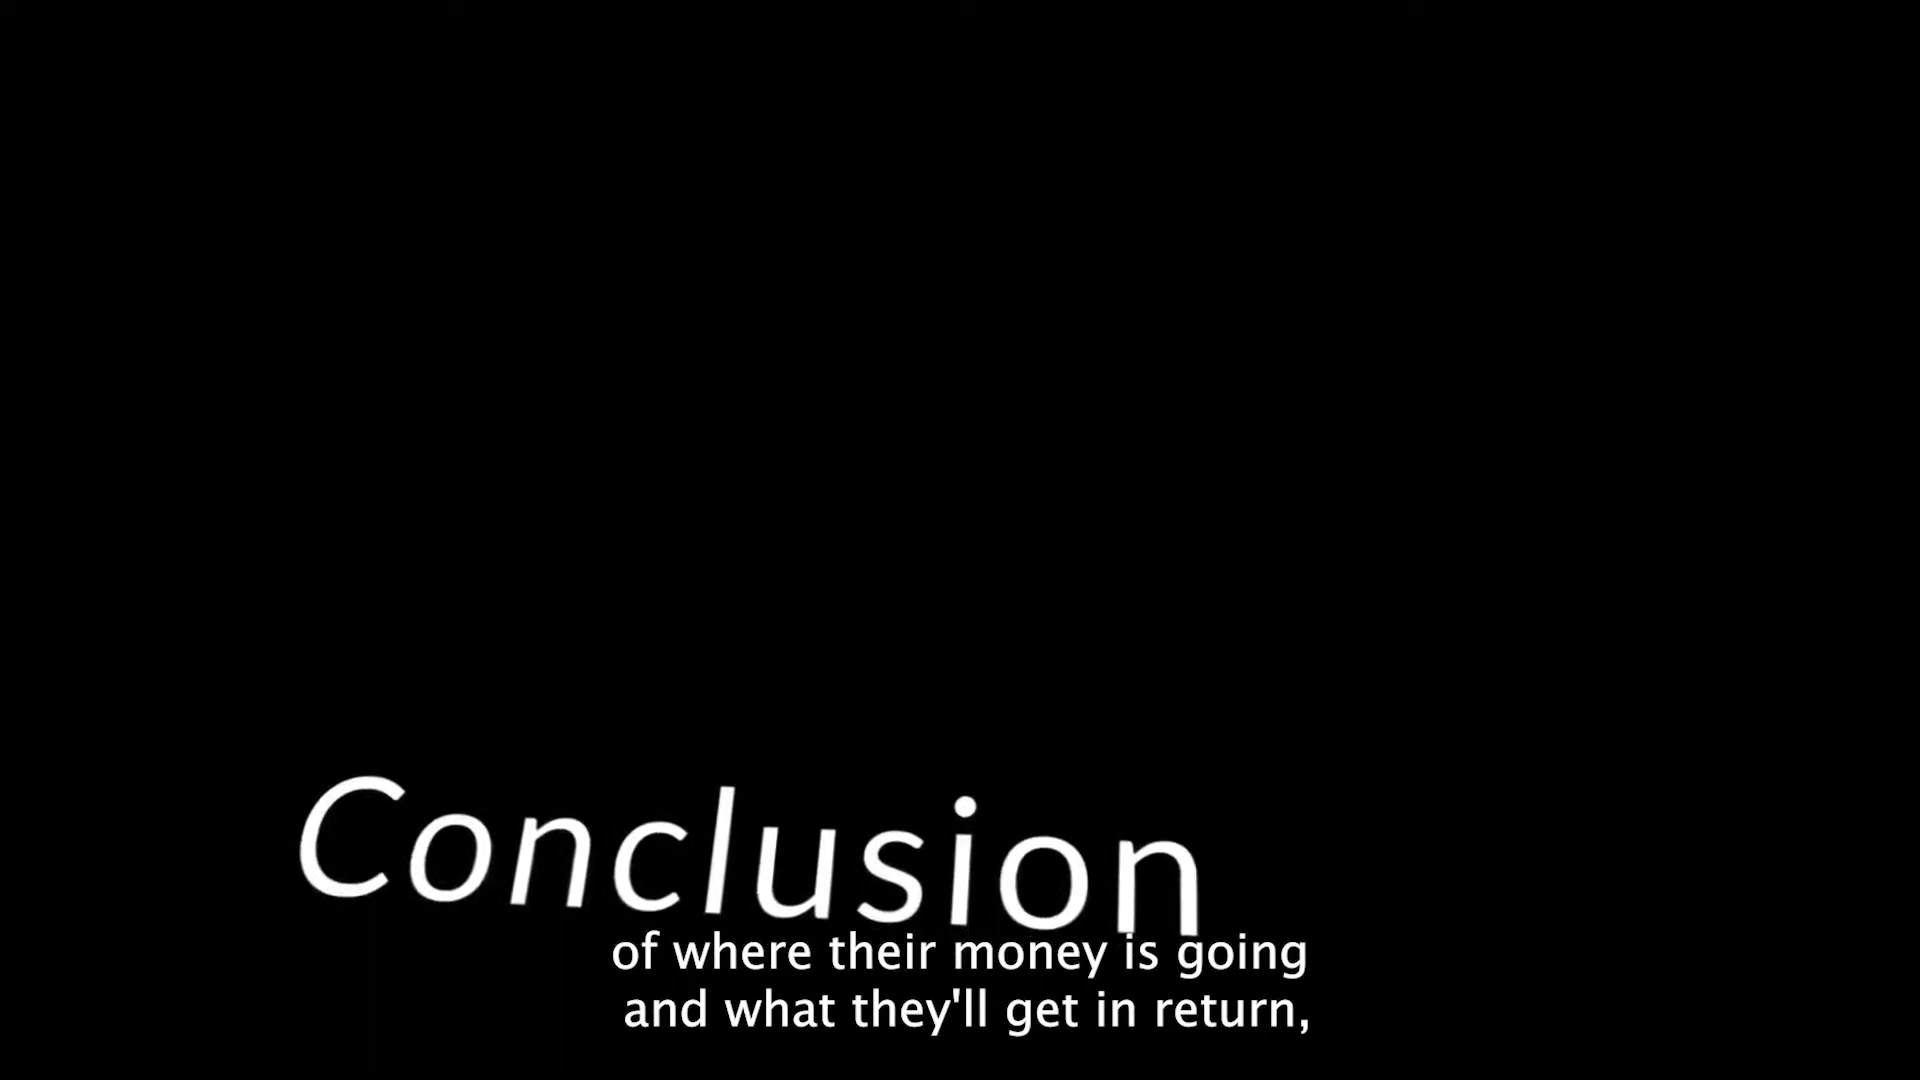 Conclusion
of where their money is going
and what they'll get in return,